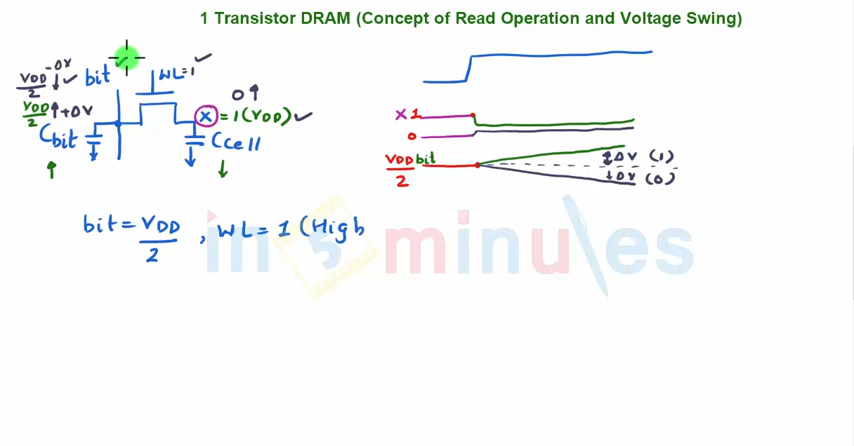 1 Transistor DRAM (Concept of Read Operation and Voltage Swing)
VDD/2 -ΔV ↓ ✓ bit ✓ WL=1 ✓
VDD/2 ↑ +ΔV
0 ↑
X = 1 (VDD) ✓
Cbit ↑ Ccell ↓
X 1
0
VDD/2 bit
↑ΔV (1)
↓ΔV (0)
bit = VDD/2 , WL = 1 (High
in 5 minutes